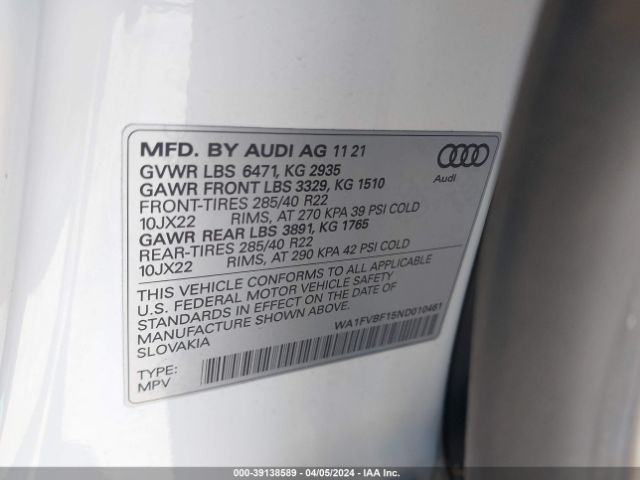 MFD. BY AUDI AG 11 21
GVWR LBS 6471, KG 2935
GAWR FRONT LBS 3329, KG 1510
FRONT-TIRES 285/40 R22
10JX22 RIMS, AT 270 KPA 39 PSI COLD
GAWR REAR LBS 3891, KG 1765
REAR-TIRES 285/40 R22
10JX22 RIMS, AT 290 KPA 42 PSI COLD
Audi
THIS VEHICLE CONFORMS TO ALL APPLICABLE
U.S. FEDERAL MOTOR VEHICLE SAFETY
STANDARDS IN EFFECT ON THE DATE OF
MANUFACTURE SHOWN ABOVE.
SLOVAKIA
WA1FVBF15ND010461
TYPE:
MPV
000-39138589 / 04/05/2024 - IAA Inc.